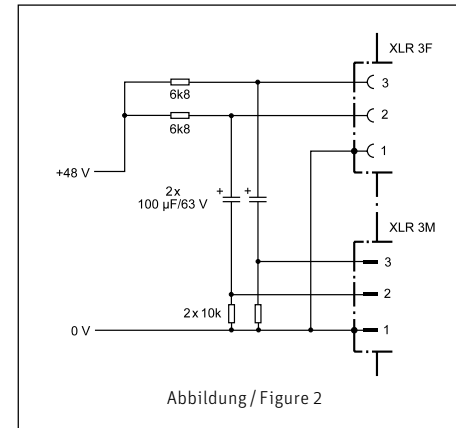 XLR 3F
3
6k8
2
6k8
1
+48 V
2 x
100 µF/63 V
+
+
XLR 3M
3
2
2 x 10k
0 V
1
Abbildung / Figure 2